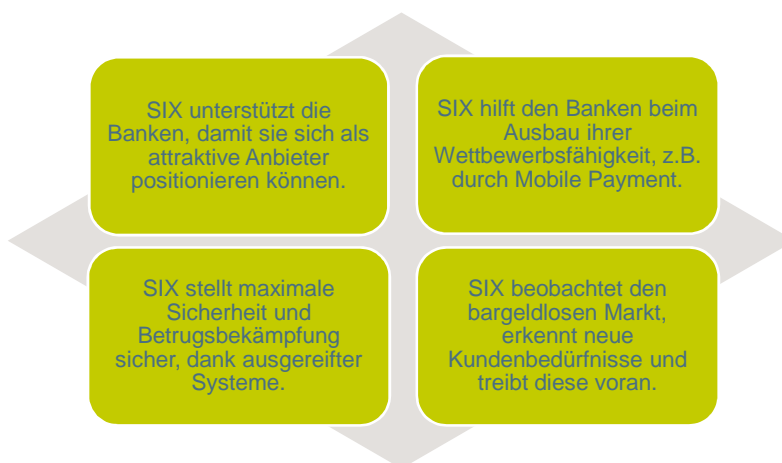 SIX unterstützt die
Banken, damit sie sich als
attraktive Anbieter
positionieren können.
SIX hilft den Banken beim
Ausbau ihrer
Wettbewerbsfähigkeit, z.B.
durch Mobile Payment.
SIX stellt maximale
Sicherheit und
Betrugsbekämpfung
sicher, dank ausgereifter
Systeme.
SIX beobachtet den
bargeldlosen Markt,
erkennt neue
Kundenbedürfnisse und
treibt diese voran.